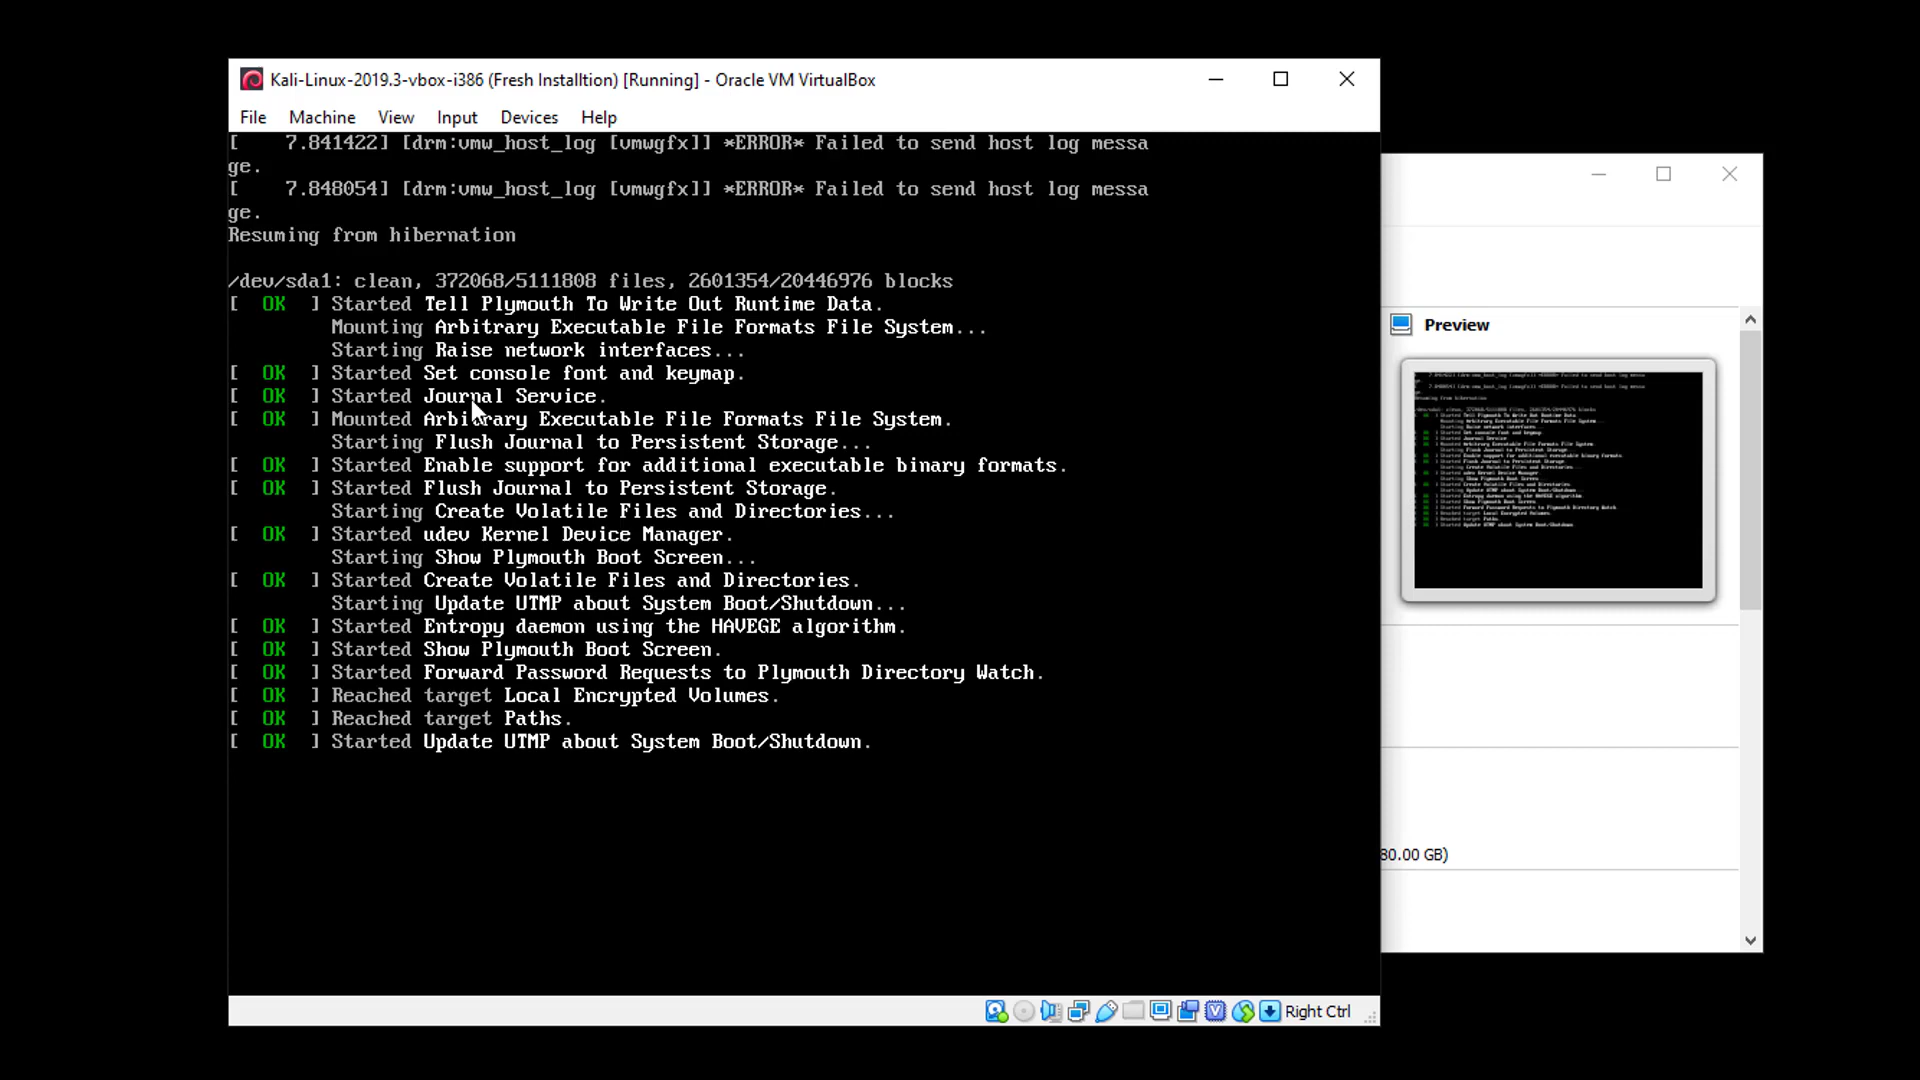 Kali-Linux-2019.3-vbox-i386 (Fresh Installtion) [Running] - Oracle VM VirtualBox
File Machine View Input Devices Help
[    7.841422] [drm:vmw_host_log [vmwgfx]] *ERROR* Failed to send host log messa
ge.
[    7.848054] [drm:vmw_host_log [vmwgfx]] *ERROR* Failed to send host log messa
ge.
Resuming from hibernation
/dev/sda1: clean, 372068/5111808 files, 2601354/20446976 blocks
[  OK  ] Started Tell Plymouth To Write Out Runtime Data.
Mounting Arbitrary Executable File Formats File System...
Starting Raise network interfaces...
[  OK  ] Started Set console font and keymap.
[  OK  ] Started Journal Service.
[  OK  ] Mounted Arbitrary Executable File Formats File System.
Starting Flush Journal to Persistent Storage...
[  OK  ] Started Enable support for additional executable binary formats.
[  OK  ] Started Flush Journal to Persistent Storage.
Starting Create Volatile Files and Directories...
[  OK  ] Started udev Kernel Device Manager.
Starting Show Plymouth Boot Screen...
[  OK  ] Started Create Volatile Files and Directories.
Starting Update UTMP about System Boot/Shutdown...
[  OK  ] Started Entropy daemon using the HAVEGE algorithm.
[  OK  ] Started Show Plymouth Boot Screen.
[  OK  ] Started Forward Password Requests to Plymouth Directory Watch.
[  OK  ] Reached target Local Encrypted Volumes.
[  OK  ] Reached target Paths.
[  OK  ] Started Update UTMP about System Boot/Shutdown.
Right Ctrl
Preview
80.00 GB)